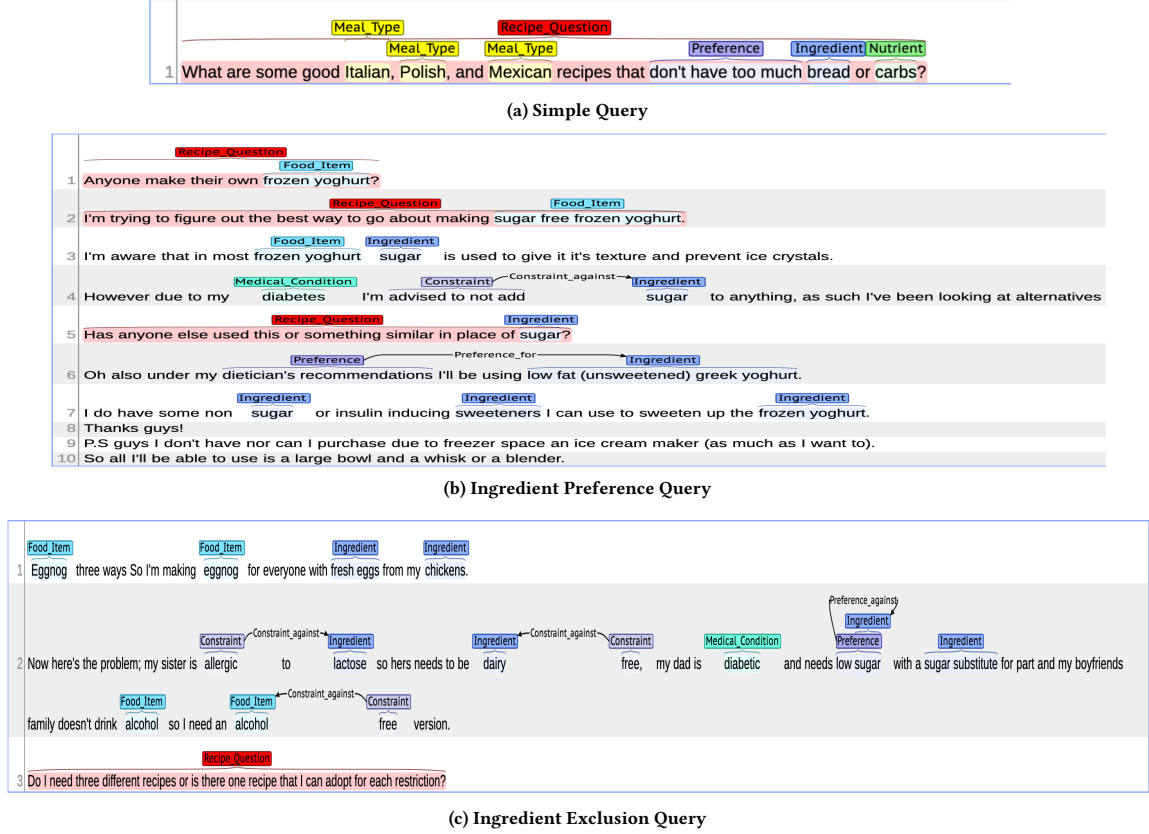 Meal_Type Recipe_Question
Meal_Type Meal_Type Preference Ingredient Nutrient
1 What are some good Italian, Polish, and Mexican recipes that don't have too much bread or carbs?
(a) Simple Query
Recipe_Question
Food_Item
1 Anyone make their own frozen yoghurt?
Recipe_Question Food_Item
2 I'm trying to figure out the best way to go about making sugar free frozen yoghurt.
Food_Item Ingredient
3 I'm aware that in most frozen yoghurt sugar is used to give it it's texture and prevent ice crystals.
Medical_Condition Constraint Constraint_against Ingredient
4 However due to my diabetes I'm advised to not add sugar to anything, as such I've been looking at alternatives
Recipe_Question Ingredient
5 Has anyone else used this or something similar in place of sugar?
Preference Preference_for Ingredient
6 Oh also under my dietician's recommendations I'll be using low fat (unsweetened) greek yoghurt.
Ingredient Ingredient Ingredient
7 I do have some non sugar or insulin inducing sweeteners I can use to sweeten up the frozen yoghurt.
8 Thanks guys!
9 P.S guys I don't have nor can I purchase due to freezer space an ice cream maker (as much as I want to).
10 So all I'll be able to use is a large bowl and a whisk or a blender.
(b) Ingredient Preference Query
Food_Item Food_Item Ingredient Ingredient
1 Eggnog three ways So I'm making eggnog for everyone with fresh eggs from my chickens.
Preference_against
Ingredient
Constraint Constraint_against Ingredient Ingredient Constraint_against Constraint Medical_Condition Preference Ingredient
2 Now here's the problem; my sister is allergic to lactose so hers needs to be dairy free, my dad is diabetic and needs low sugar with a sugar substitute for part and my boyfriends
Food_Item Food_Item Constraint_against Constraint
family doesn't drink alcohol so I need an alcohol free version.
Recipe_Question
3 Do I need three different recipes or is there one recipe that I can adopt for each restriction?
(c) Ingredient Exclusion Query